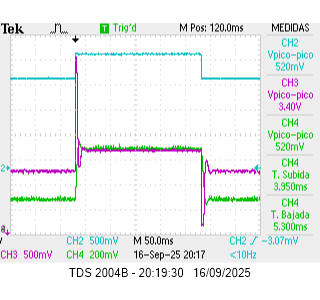 Tek
T Trig'd
M Pos: 120.0ms
MEDIDAS
CH2
Vpico-pico
520mV
CH3
Vpico-pico
3.40V
CH4
Vpico-pico
520mV
CH4
T. Subida
3.950ms
CH4
T. Bajada
5.300ms
2
CH2 500mV
M 50.0ms
CH2
-3.07mV
CH3 500mV
CH4 200mV
16-Sep-25 20:17
<10Hz
TDS 2004B - 20:19:30 16/09/2025